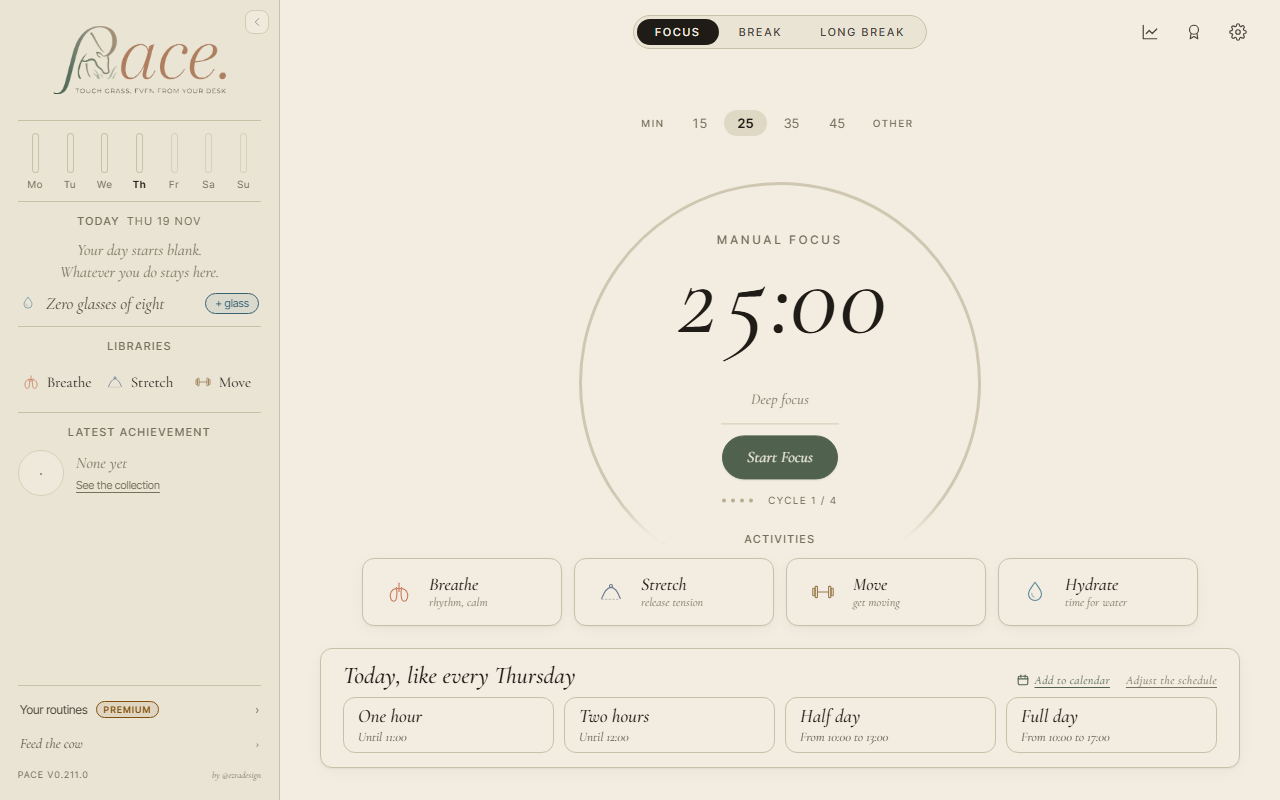 Pace.
TOUCH GRASS. EVEN FROM YOUR DESK
Mo Tu We Th Fr Sa Su
TODAY THU 19 NOV
Your day starts blank.
Whatever you do stays here.
Zero glasses of eight
+ glass
LIBRARIES
Breathe Stretch Move
LATEST ACHIEVEMENT
None yet
See the collection
Your routines PREMIUM ›
Feed the cow ›
PACE V0.211.0 by @ezradesign
FOCUS BREAK LONG BREAK
MIN 15 25 35 45 OTHER
MANUAL FOCUS
25:00
Deep focus
Start Focus
CYCLE 1 / 4
ACTIVITIES
Breathe
rhythm, calm
Stretch
release tension
Move
get moving
Hydrate
time for water
Today, like every Thursday
Add to calendar Adjust the schedule
One hour
Until 11:00
Two hours
Until 12:00
Half day
From 10:00 to 13:00
Full day
From 10:00 to 17:00